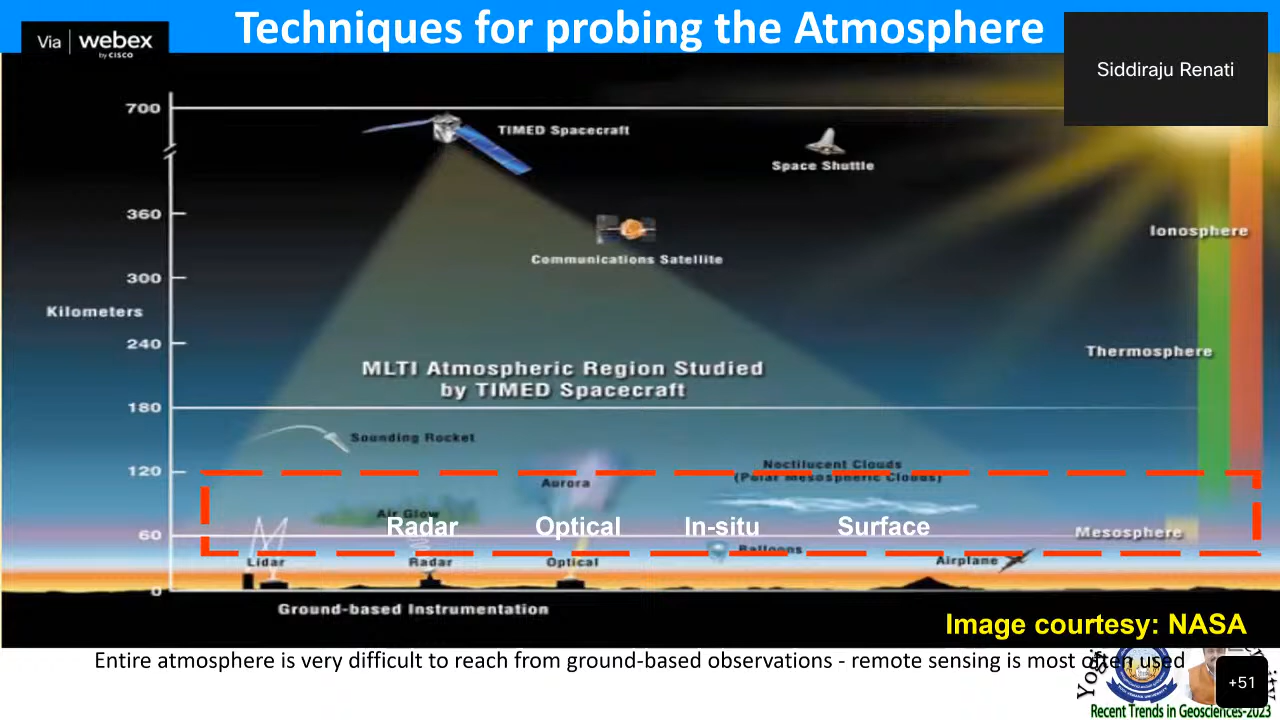 Techniques for probing the Atmosphere
Via webex
by CISCO
Siddiraju Renati
700
TIMED Spacecraft
Space Shuttle
360
Ionosphere
Communications Satellite
300
Kilometers
240
Thermosphere
MLTI Atmospheric Region Studied
by TIMED Spacecraft
180
Sounding Rocket
120
Noctilucent Clouds
(Polar Mesospheric Clouds)
Aurora
Air Glow
Radar Optical In-situ Surface
60
Mesosphere
Balloons
Lidar Radar Optical Airplane
0
Ground-based Instrumentation
Image courtesy: NASA
Entire atmosphere is very difficult to reach from ground-based observations - remote sensing is most often used
+51
Recent Trends in Geosciences-2023